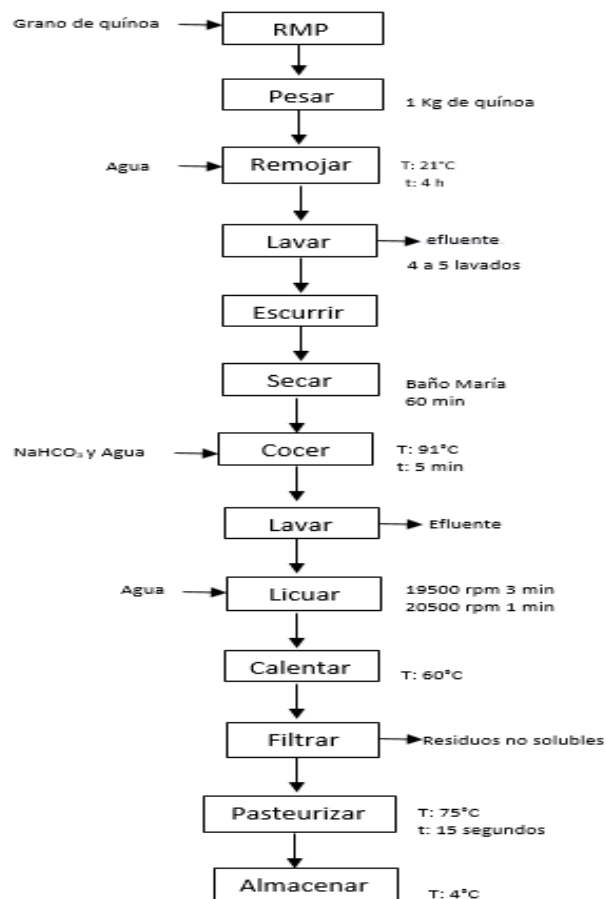 Grano de quínoa
RMP
Pesar
1 Kg de quínoa
Agua
Remojar
T: 21°C
t: 4 h
Lavar
efluente.
4 a 5 lavados
Escurrir
Secar
Baño María
60 min
NaHCO₃ y Agua
Cocer
T: 91°C
t: 5 min
Lavar
Efluente
Agua
Licuar
19500 rpm 3 min
20500 rpm 1 min
Calentar
T: 60°C
Filtrar
Residuos no solubles
Pasteurizar
T: 75°C
t: 15 segundos
Almacenar
T: 4°C